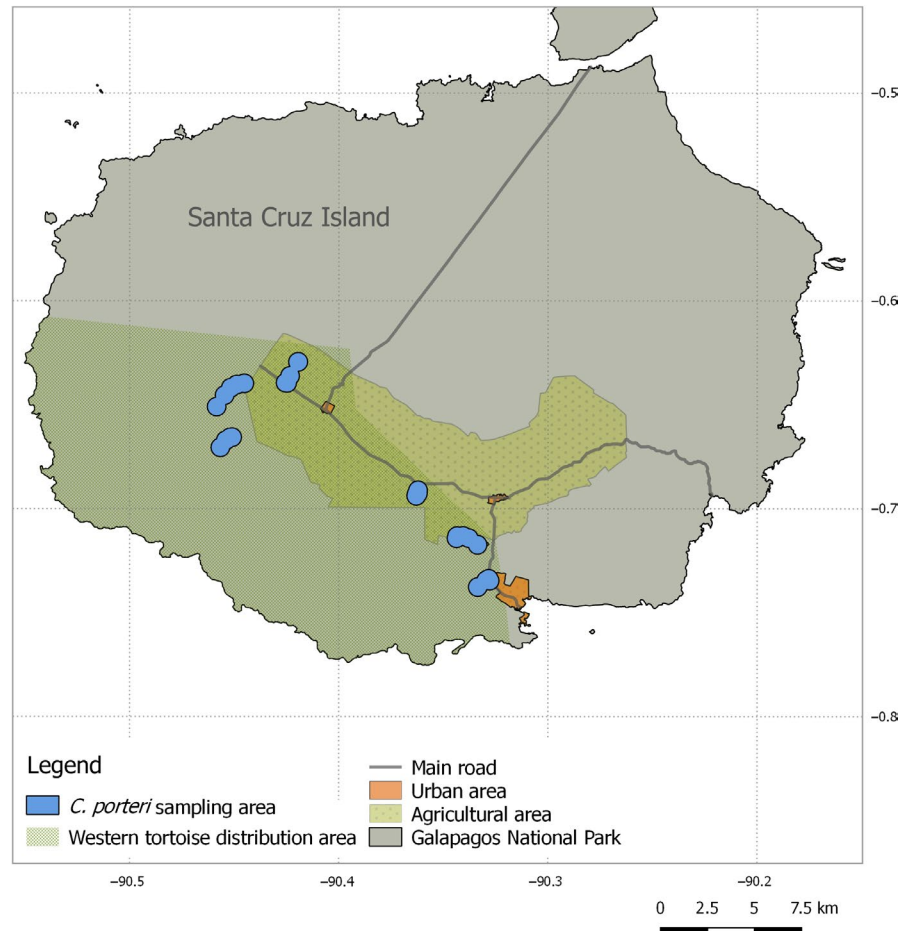 −0.5
Santa Cruz Island
−0.6
−0.7
−0.8
Legend
C. porteri sampling area
Western tortoise distribution area
Main road
Urban area
Agricultural area
Galapagos National Park
−90.5 −90.4 −90.3 −90.2
0 2.5 5 7.5 km